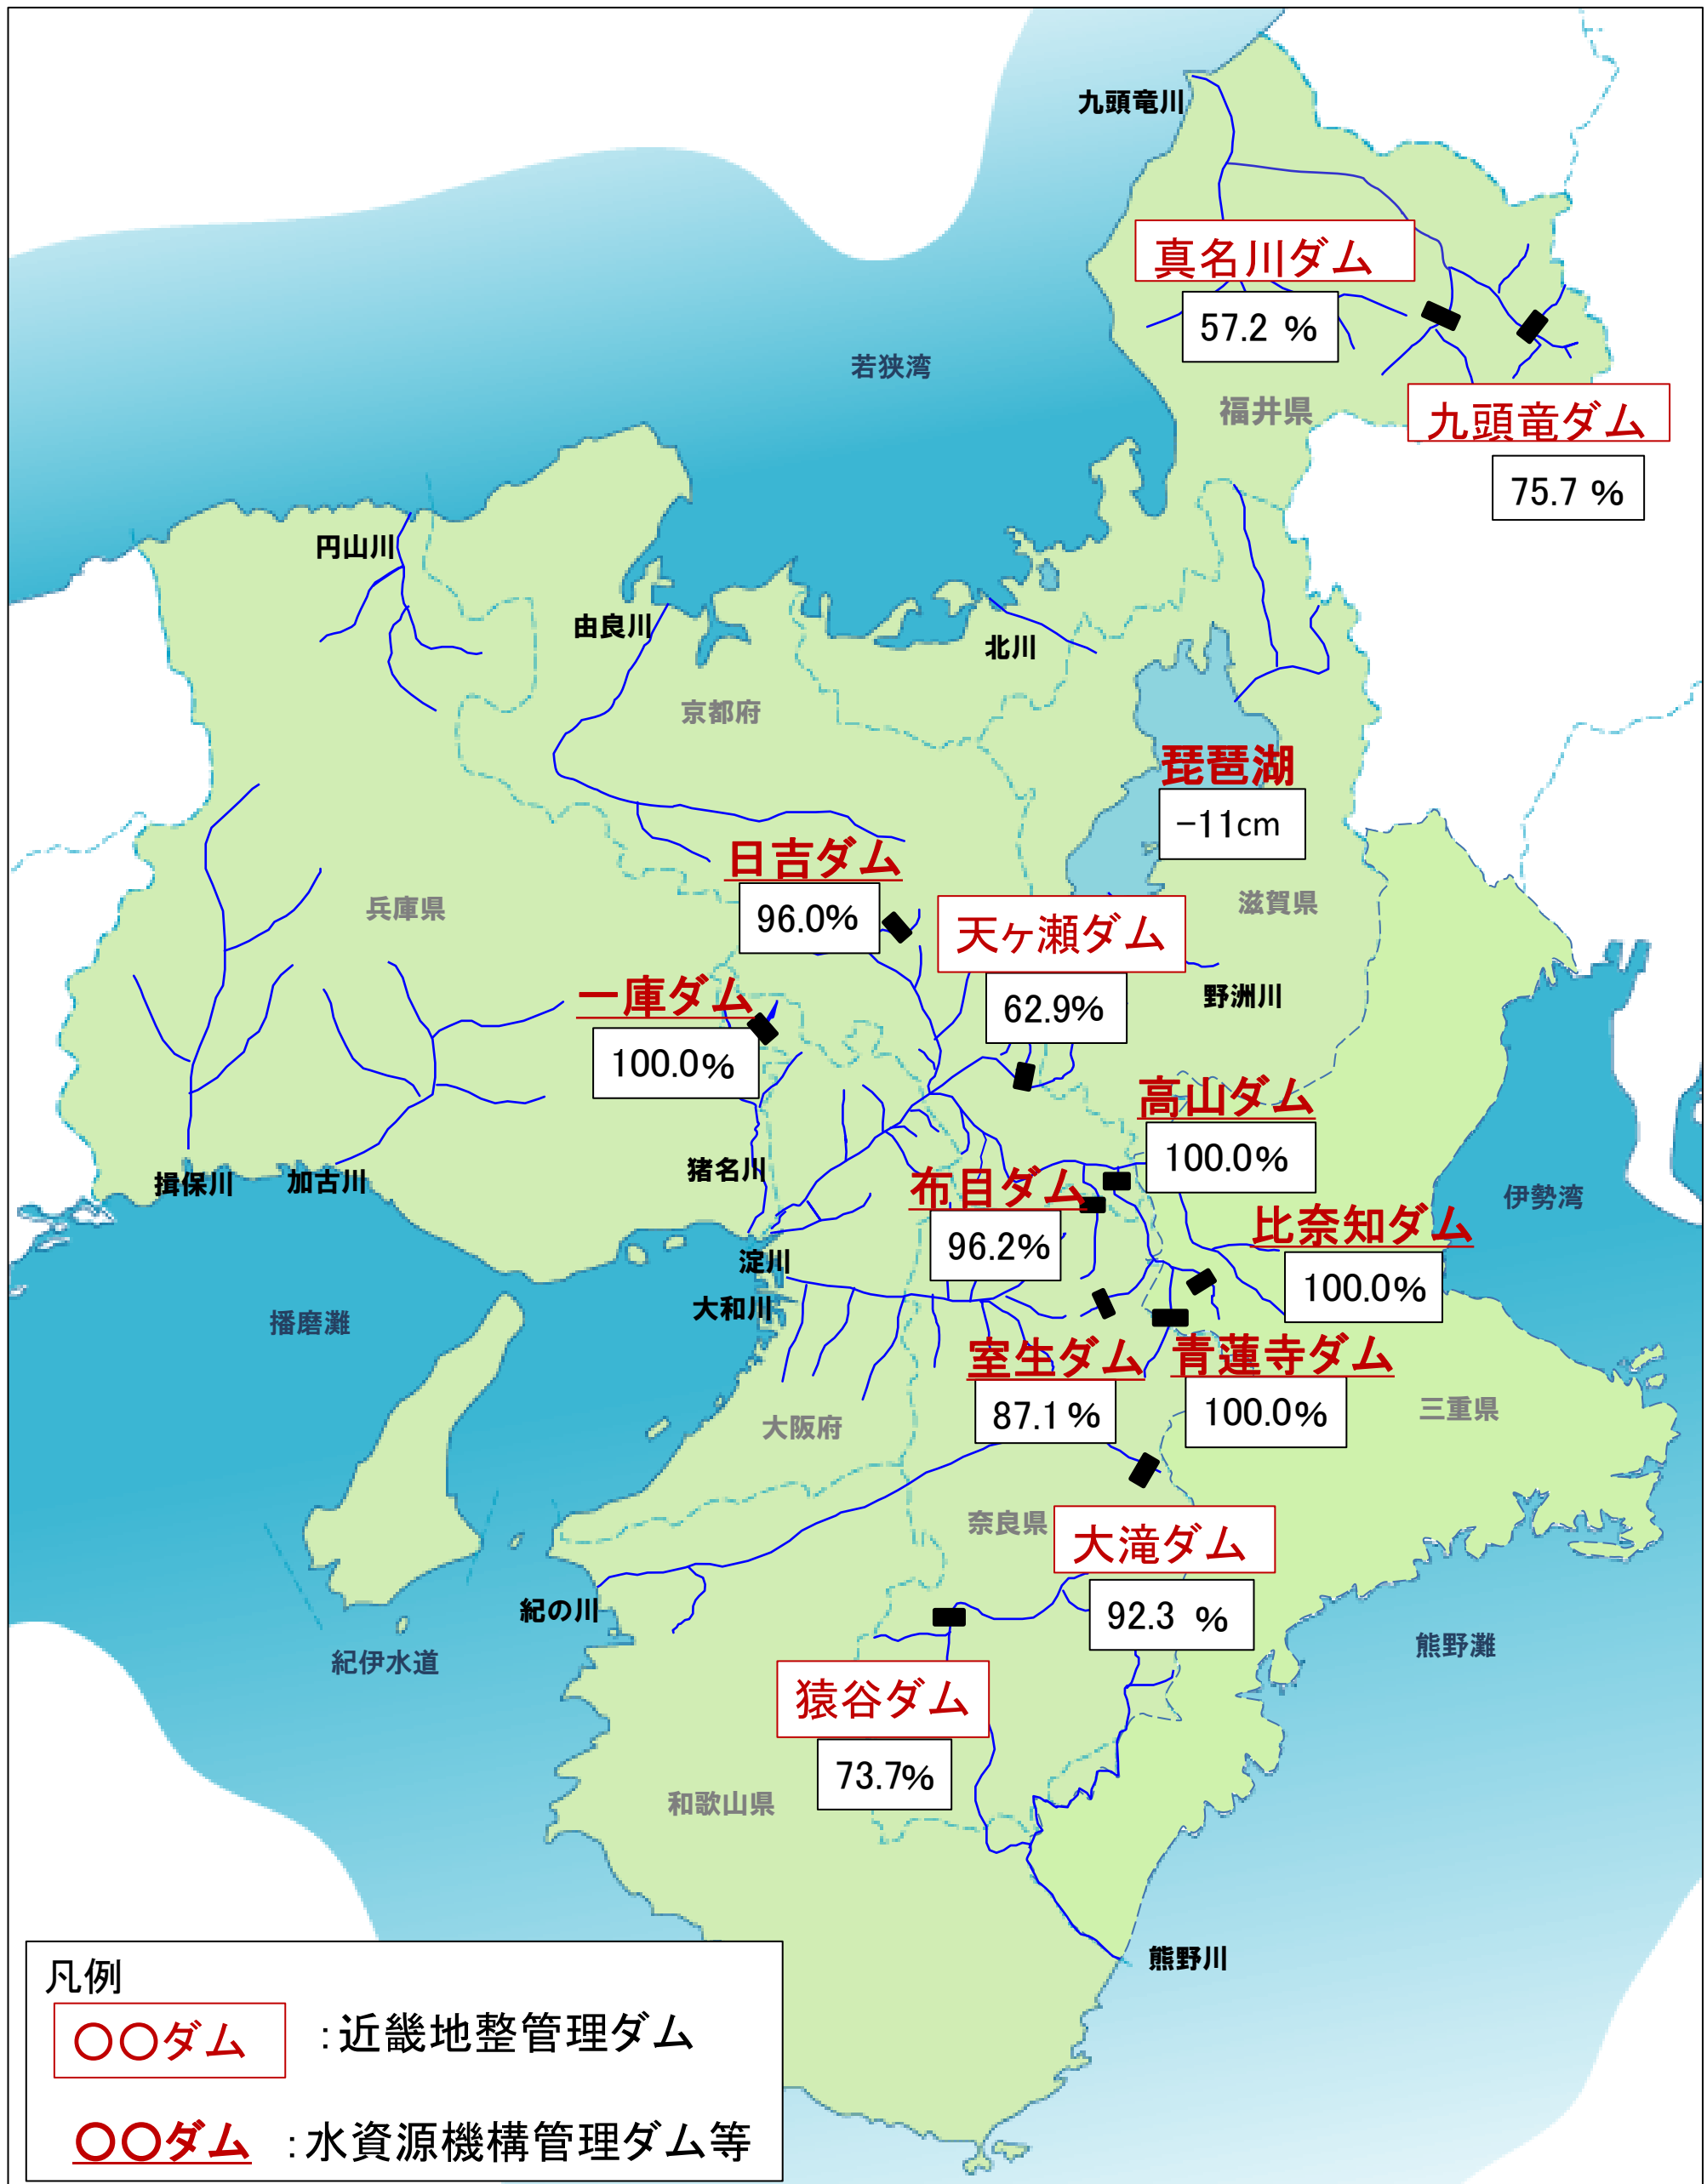 九頭竜川
真名川ダム
57.2 %
若狭湾
福井県
九頭竜ダム
75.7 %
円山川
由良川
北川
京都府
琵琶湖
-11cm
日吉ダム
96.0%
兵庫県
天ヶ瀬ダム
62.9%
滋賀県
野洲川
一庫ダム
100.0%
高山ダム
100.0%
揖保川
加古川
猪名川
布目ダム
96.2%
伊勢湾
比奈知ダム
100.0%
淀川
大和川
播磨灘
室生ダム
87.1%
青蓮寺ダム
100.0%
三重県
大阪府
奈良県
大滝ダム
92.3 %
紀の川
紀伊水道
熊野灘
猿谷ダム
73.7%
和歌山県
熊野川
凡例
〇〇ダム :近畿地整管理ダム
〇〇ダム :水資源機構管理ダム等